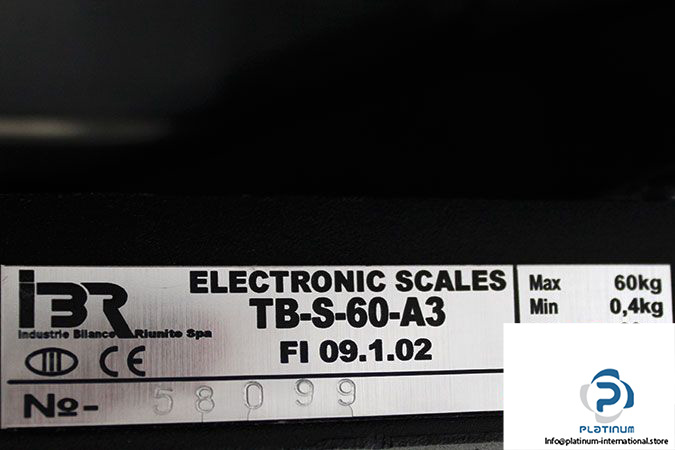 IBR
Industrie Bilance Riunite Spa
ELECTRONIC SCALES
TB-S-60-A3
FI 09.1.02
III CE
No- 58099
Max 60kg
Min 0,4kg
PLATINUM
Info@platinum-international.store